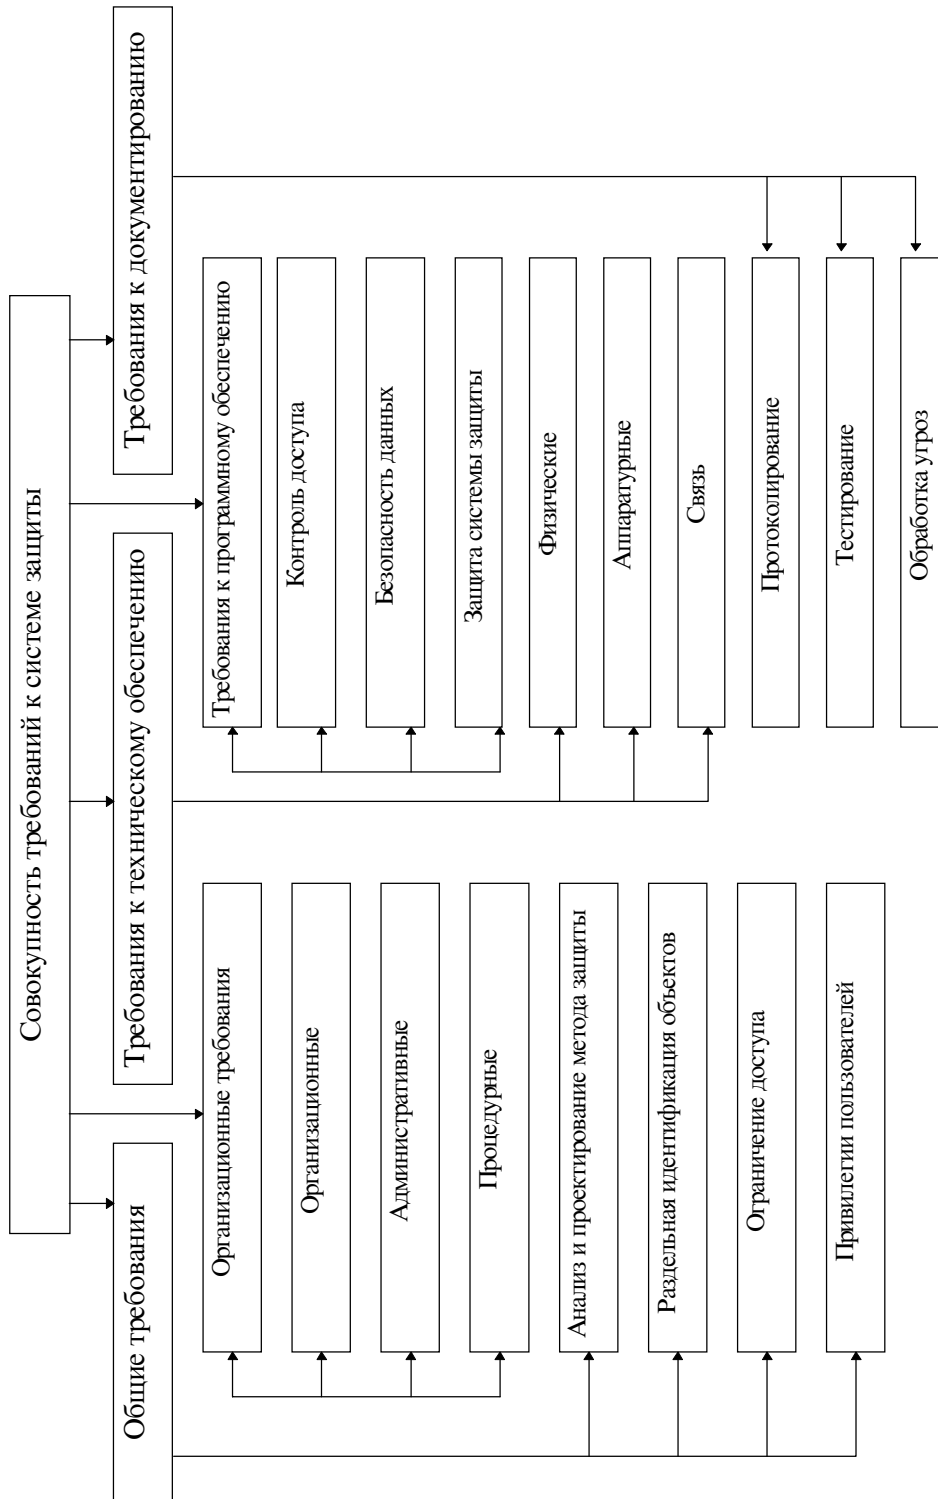 Совокупность требований к системе защиты
Общие требования
Требования к техническому обеспечению
Требования к документированию
Организационные требования
Организационные
Административные
Процедурные
Анализ и проектирование метода защиты
Раздельная идентификация объектов
Ограничение доступа
Привилегии пользователей
Требования к программному обеспечению
Контроль доступа
Безопасность данных
Защита системы защиты
Физические
Аппаратурные
Связь
Протоколирование
Тестирование
Обработка угроз